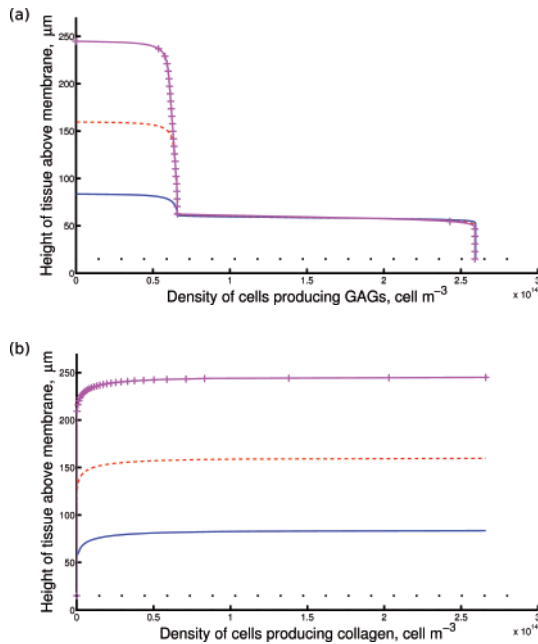 (a)
Height of tissue above membrane, μm
250
200
150
100
50
0
0 0.5 1 1.5 2 2.5 3
x 10¹⁴
Density of cells producing GAGs, cell m⁻³
(b)
Height of tissue above membrane, μm
250
200
150
100
50
0
0 0.5 1 1.5 2 2.5 3
x 10¹⁴
Density of cells producing collagen, cell m⁻³